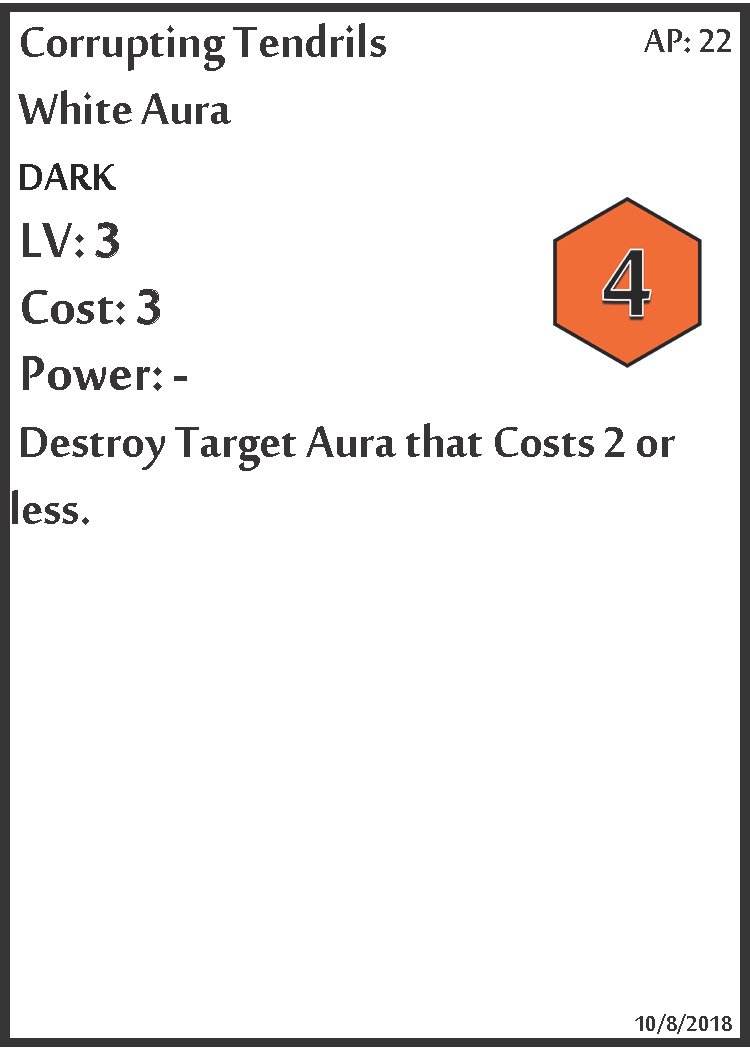 Corrupting Tendrils
AP: 22
White Aura
DARK
LV: 3
4
Cost: 3
Power: -
Destroy Target Aura that Costs 2 or
less.
10/8/2018